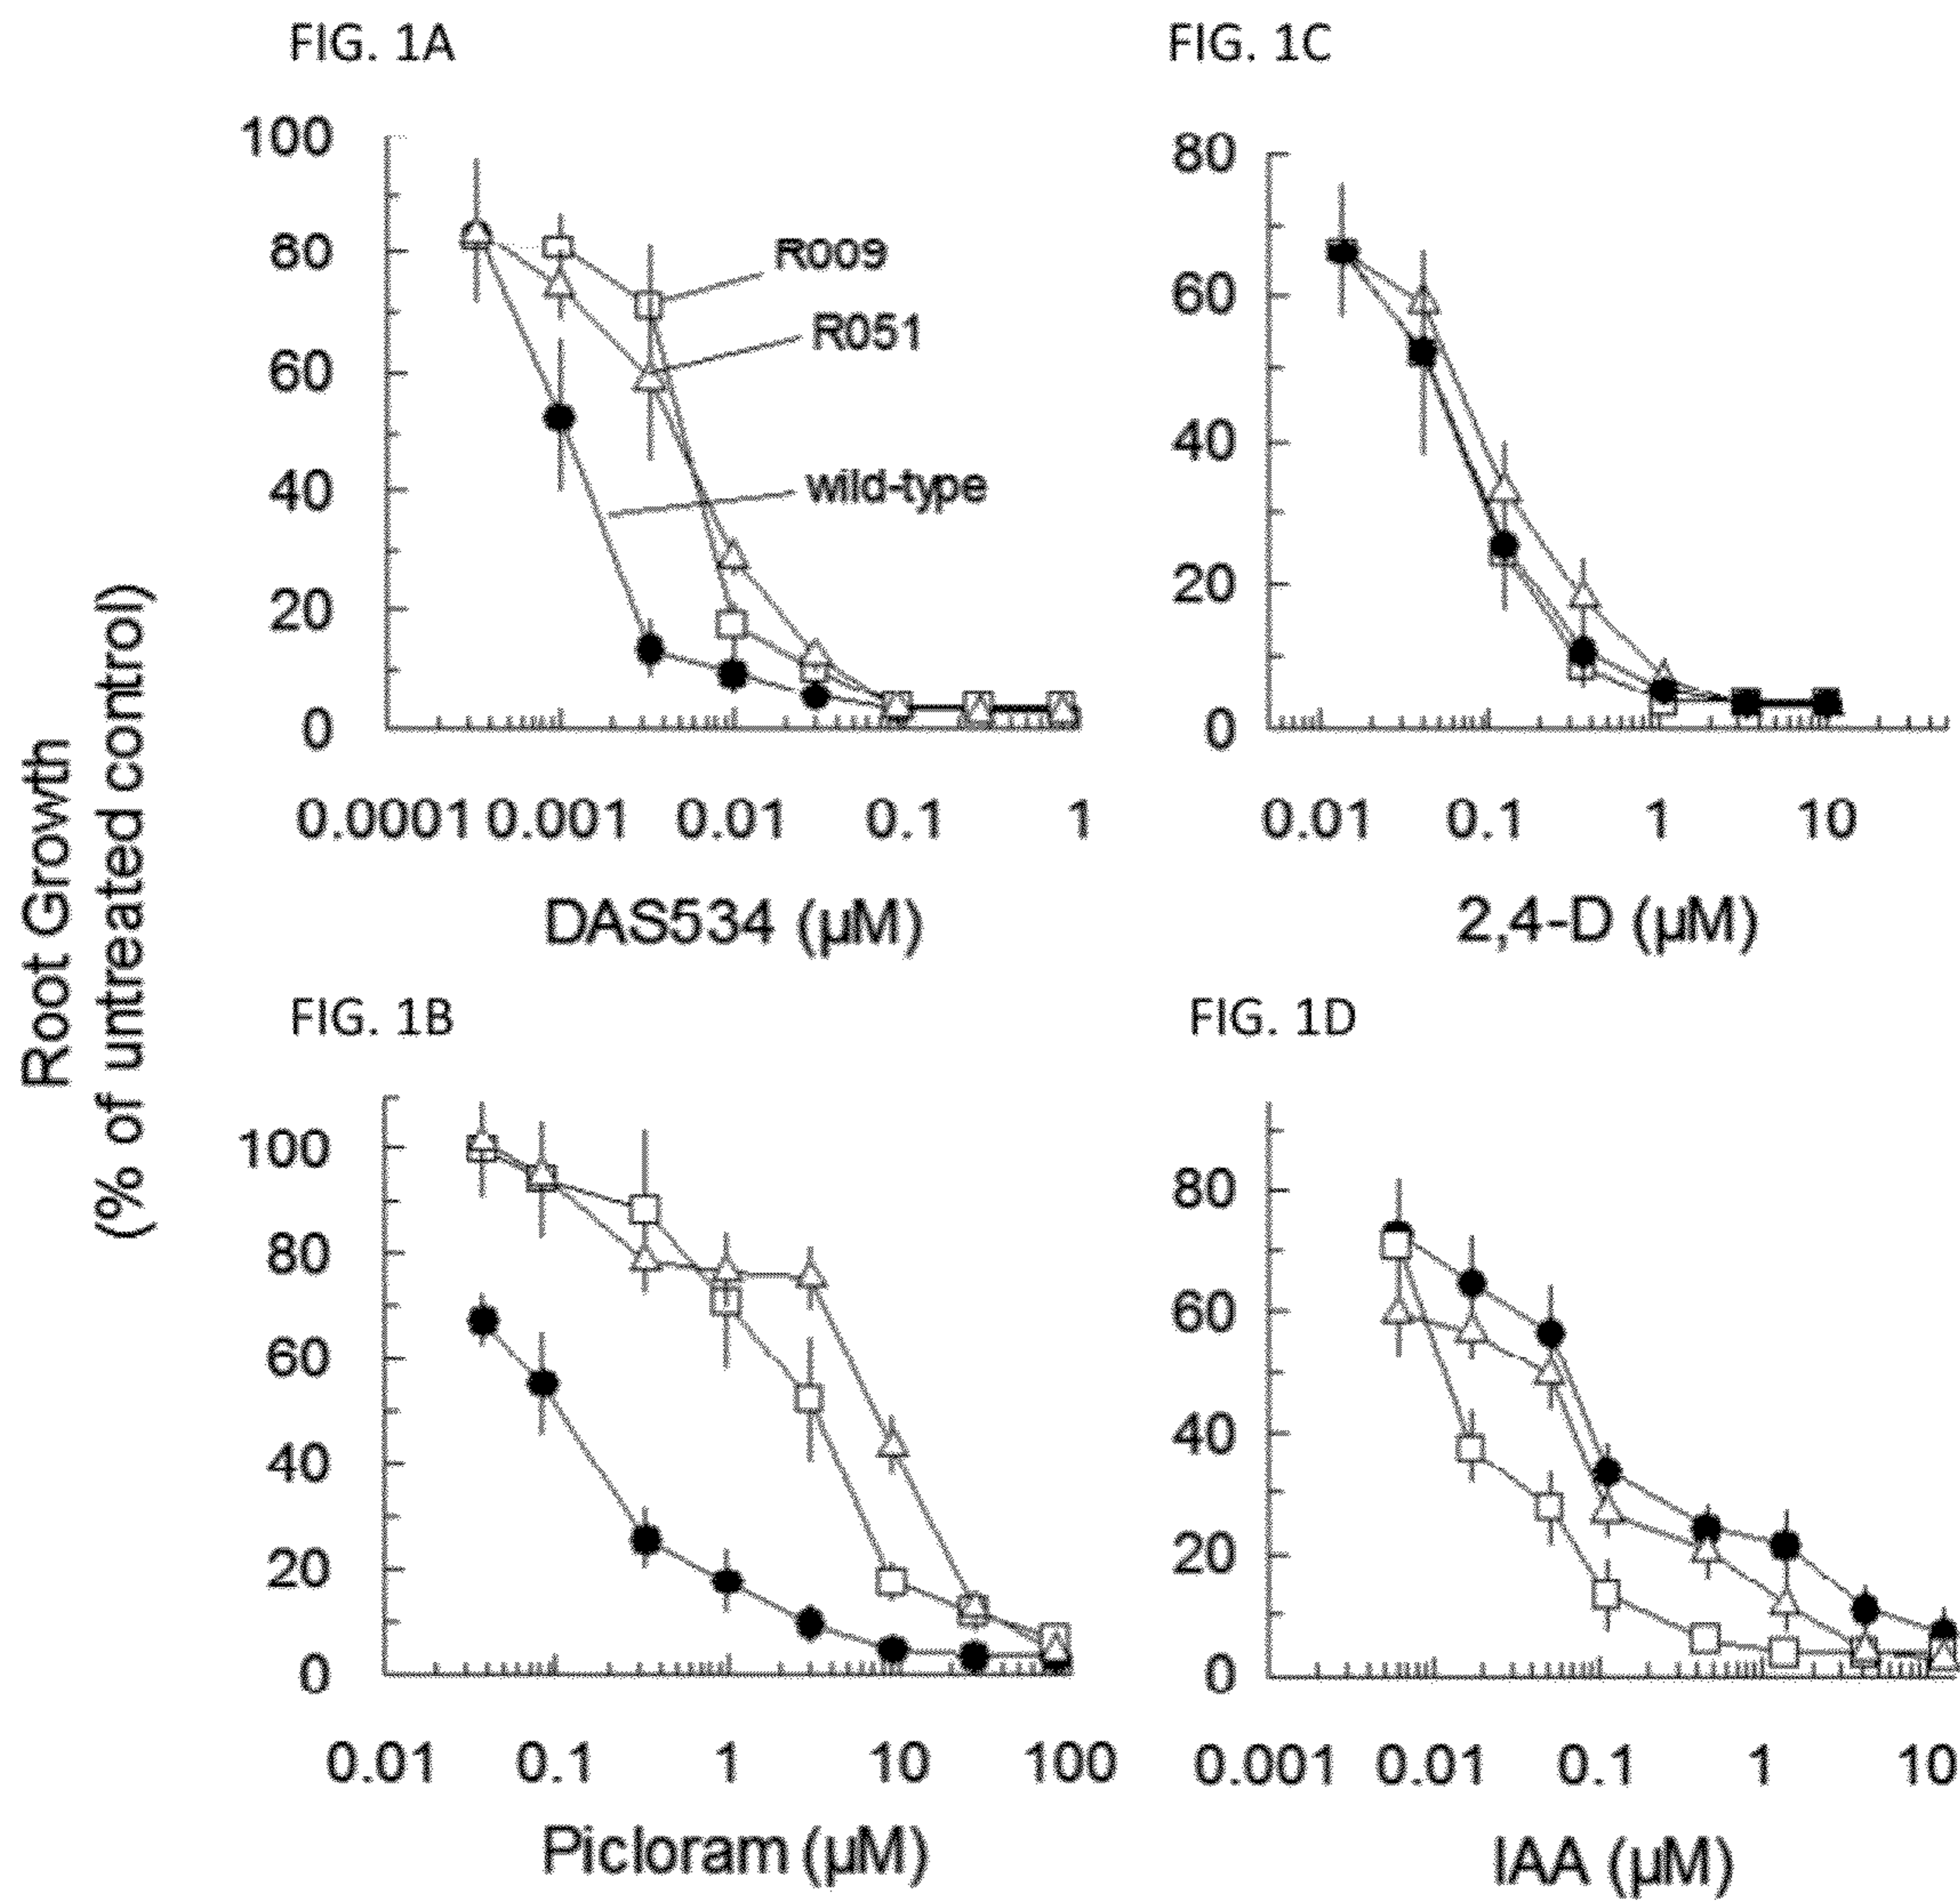 FIG. 1A
100
80
60
40
20
0
R009
R051
wild-type
0.0001 0.001 0.01 0.1 1
DAS534 (µM)
FIG. 1C
80
60
40
20
0
0.01 0.1 1 10
2,4-D (µM)
Root Growth
(% of untreated control)
FIG. 1B
100
80
60
40
20
0
0.01 0.1 1 10 100
Picloram (µM)
FIG. 1D
80
60
40
20
0
0.001 0.01 0.1 1 10
IAA (µM)